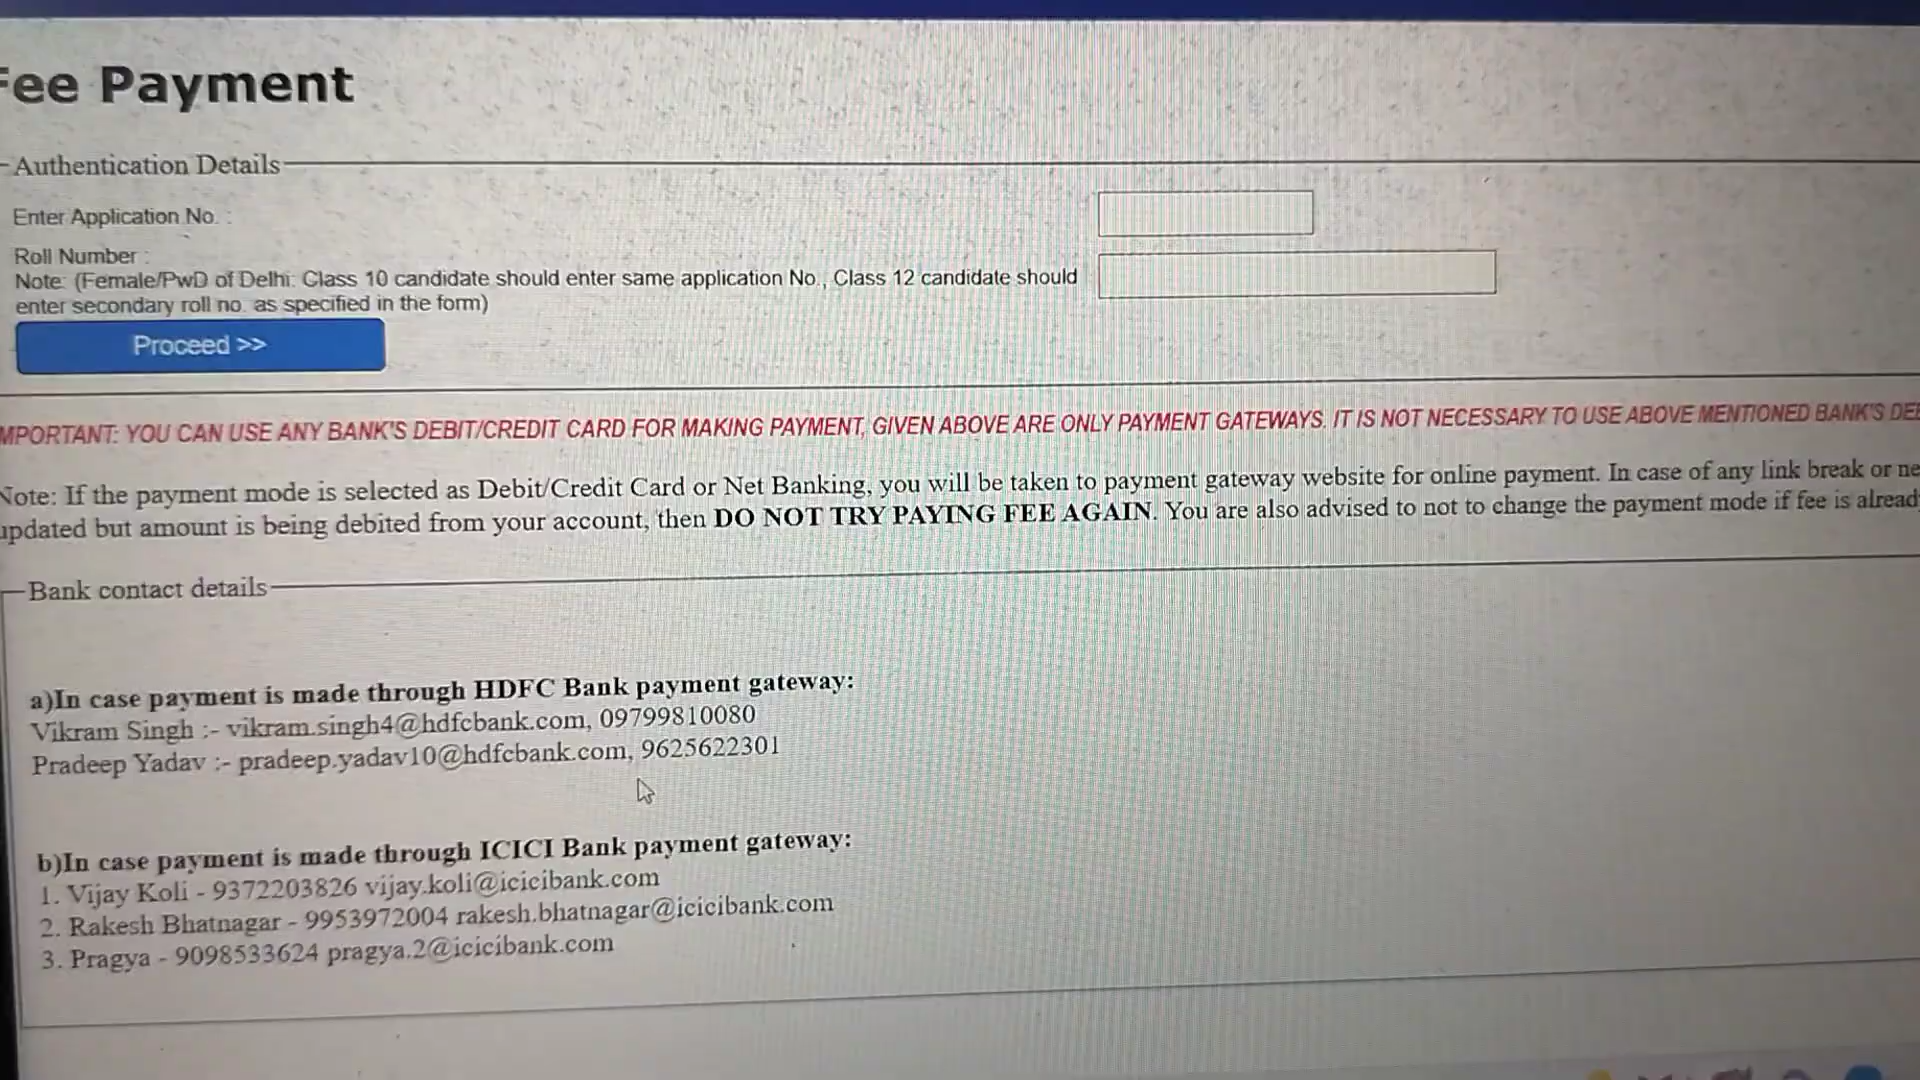 Fee Payment
Authentication Details
Enter Application No. :
Roll Number :
Note: (Female/PwD of Delhi: Class 10 candidate should enter same application No., Class 12 candidate should
enter secondary roll no. as specified in the form)
Proceed >>
MPORTANT: YOU CAN USE ANY BANK'S DEBIT/CREDIT CARD FOR MAKING PAYMENT, GIVEN ABOVE ARE ONLY PAYMENT GATEWAYS. IT IS NOT NECESSARY TO USE ABOVE MENTIONED BANK'S
Note: If the payment mode is selected as Debit/Credit Card or Net Banking, you will be taken to payment gateway website for online payment. In case of any link break or
updated but amount is being debited from your account, then DO NOT TRY PAYING FEE AGAIN. You are also advised to not to change the payment mode if fee is
Bank contact details
a)In case payment is made through HDFC Bank payment gateway:
Vikram Singh :- vikram.singh4@hdfcbank.com, 09799810080
Pradeep Yadav :- pradeep.yadav10@hdfcbank.com, 9625622301
b)In case payment is made through ICICI Bank payment gateway:
1. Vijay Koli - 9372203826 vijay.koli@icicibank.com
2. Rakesh Bhatnagar - 9953972004 rakesh.bhatnagar@icicibank.com
3. Pragya - 9098533624 pragya.2@icicibank.com